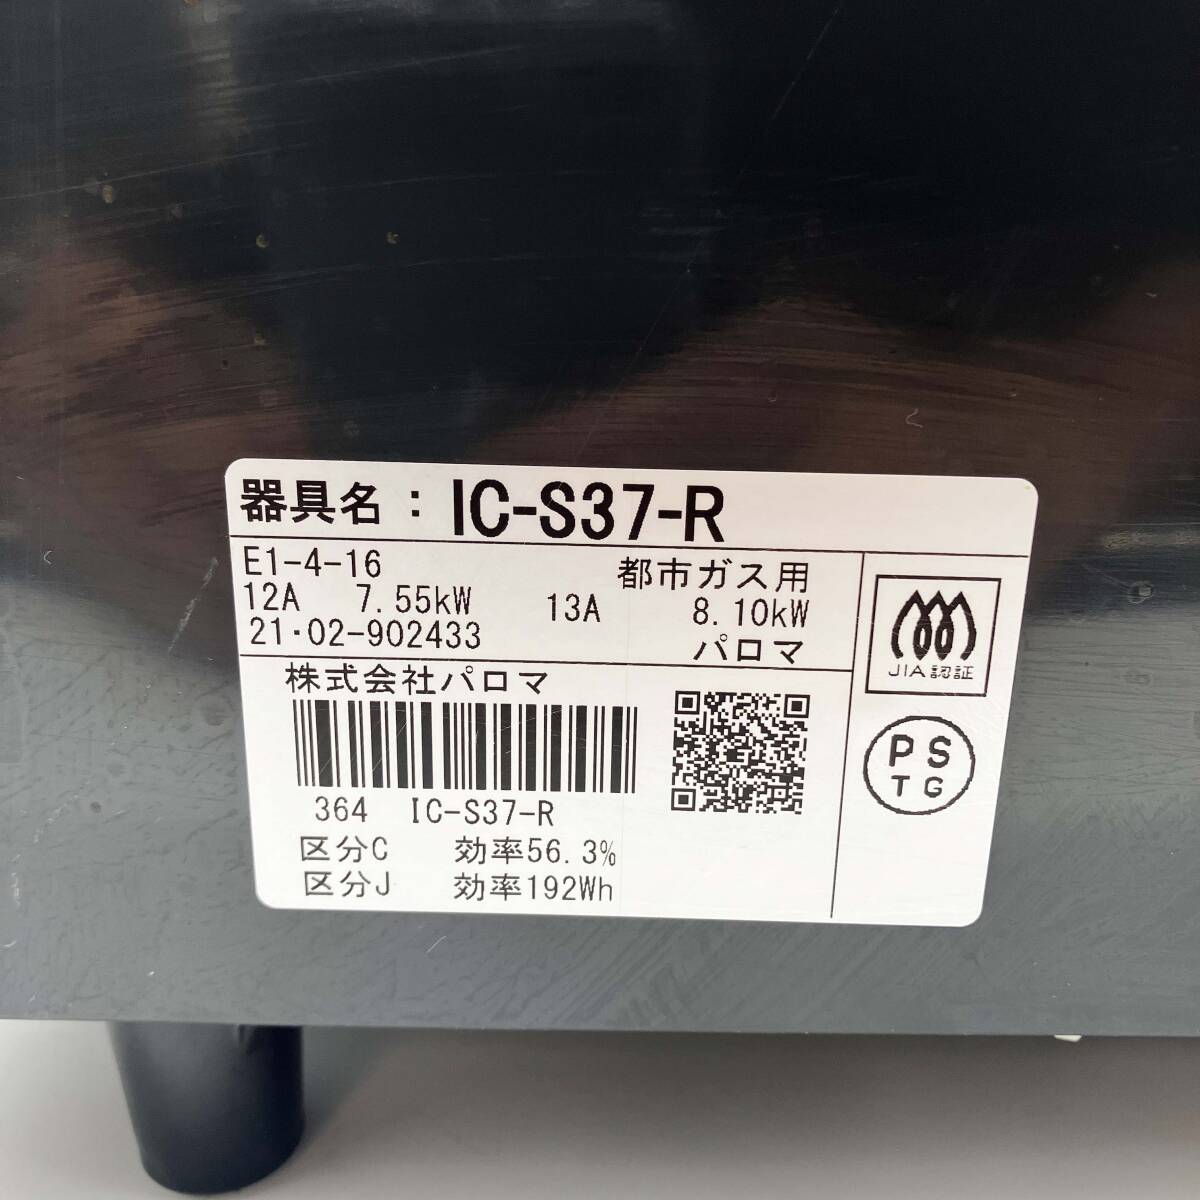 器具名：IC-S37-R
E1-4-16 都市ガス用
12A 7.55kW 13A 8.10kW
21・02-902433 パロマ
株式会社パロマ
364 IC-S37-R
区分C 効率56.3%
区分J 効率192Wh
JIA認証
PS
TG